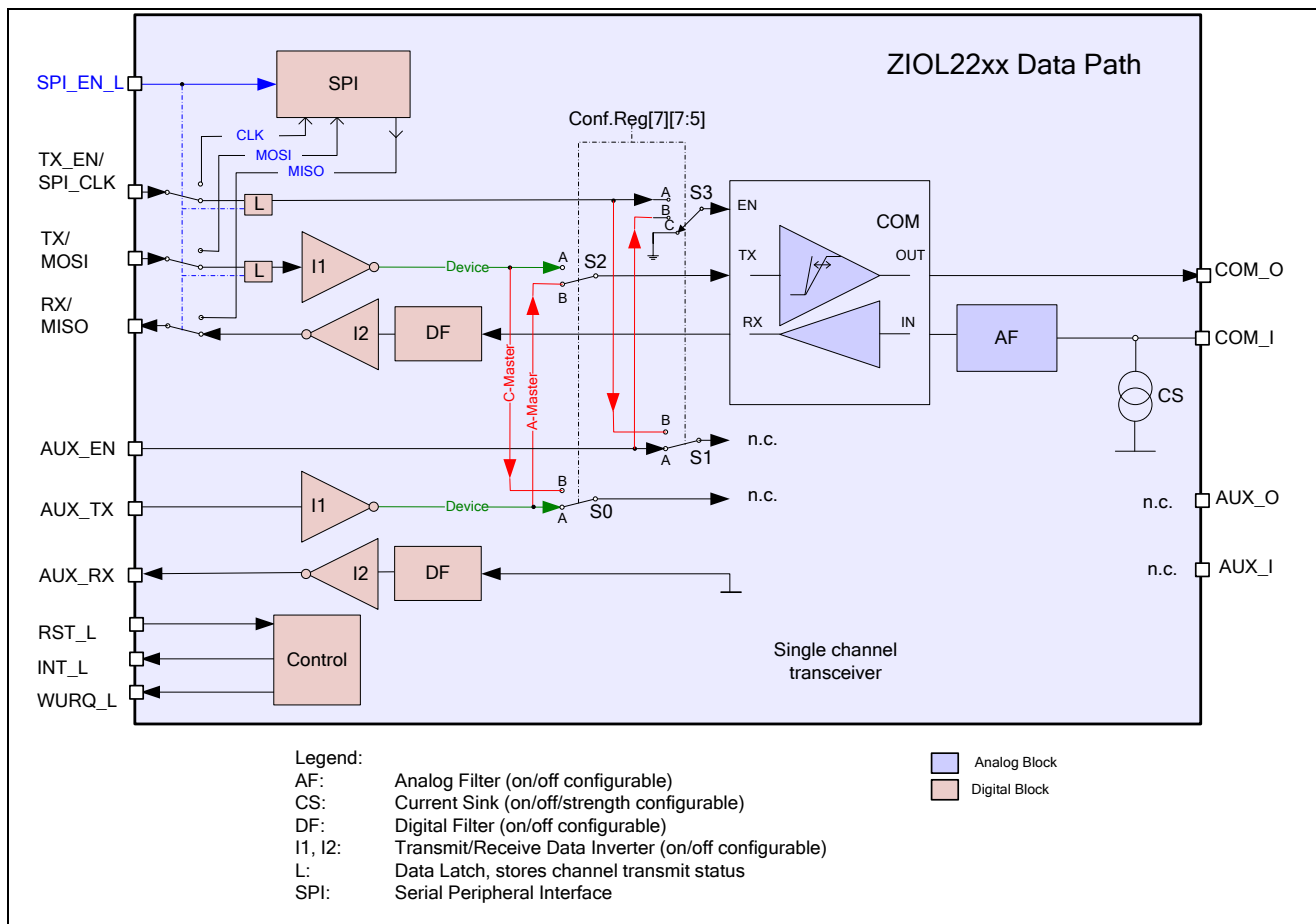 ZIOL22xx Data Path
SPI_EN_L
SPI
Conf.Reg[7][7:5]
CLK
MOSI
MISO
TX_EN/
SPI_CLK
L
A
B
C
S3
EN
COM
TX/
MOSI
L
I1
Device
A
B
S2
TX
OUT
COM_O
RX/
MISO
I2
DF
RX
IN
AF
COM_I
CS
C-Master
A-Master
AUX_EN
B
A
S1
n.c.
AUX_TX
I1
Device
B
A
S0
n.c.
n.c.
AUX_O
AUX_RX
I2
DF
n.c.
AUX_I
RST_L
INT_L
WURQ_L
Control
Single channel
transceiver
Legend:
AF: Analog Filter (on/off configurable)
CS: Current Sink (on/off/strength configurable)
DF: Digital Filter (on/off configurable)
I1, I2: Transmit/Receive Data Inverter (on/off configurable)
L: Data Latch, stores channel transmit status
SPI: Serial Peripheral Interface
Analog Block
Digital Block